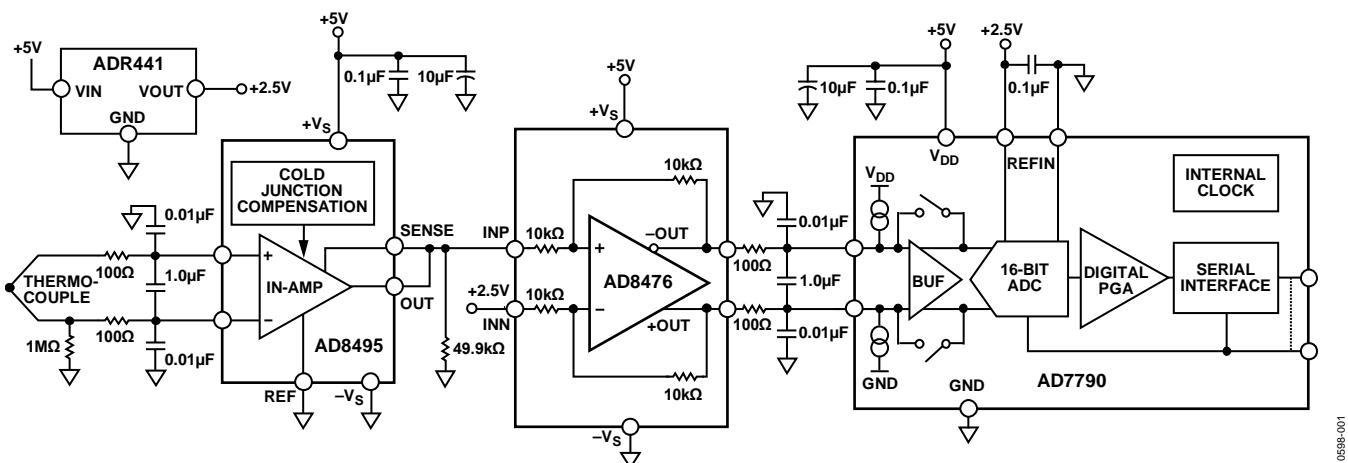 +5V
ADR441
VIN
VOUT
+2.5V
GND
+5V
0.1µF
10µF
+VS
COLD
JUNCTION
COMPENSATION
0.01µF
100Ω
THERMO-
COUPLE
1.0µF
100Ω
1MΩ
0.01µF
+
IN-AMP
–
SENSE
OUT
AD8495
REF
–VS
49.9kΩ
+5V
+VS
10kΩ
INP
10kΩ
+
–OUT
AD8476
+2.5V
10kΩ
INN
–
+OUT
10kΩ
–VS
100Ω
0.01µF
1.0µF
100Ω
0.01µF
+5V
+2.5V
10µF
0.1µF
0.1µF
VDD
REFIN
VDD
INTERNAL
CLOCK
BUF
16-BIT
ADC
DIGITAL
PGA
SERIAL
INTERFACE
GND
GND
AD7790
0598-001